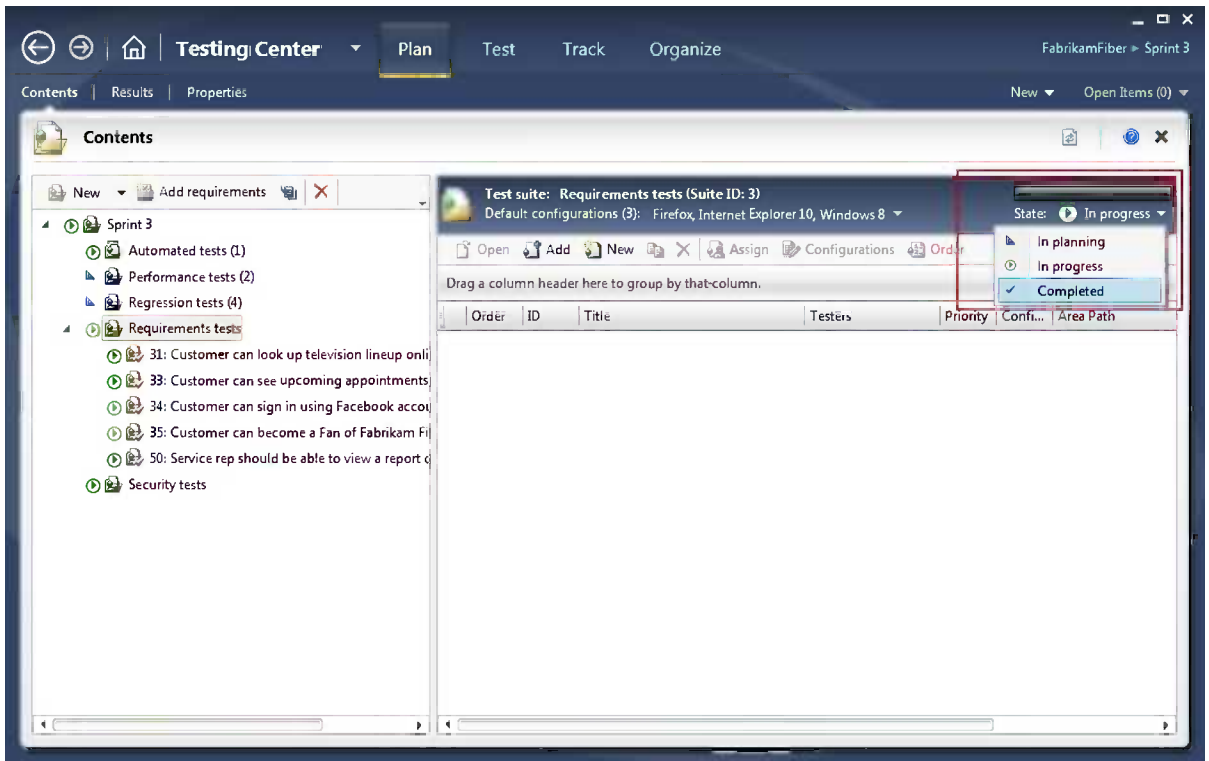 Testing Center Plan Test Track Organize FabrikamFiber ▸ Sprint 3
Contents | Results | Properties New Open Items (0)
Contents
New Add requirements
Sprint 3
Automated tests (1)
Performance tests (2)
Regression tests (4)
Requirements tests
31: Customer can look up television lineup onli
33: Customer can see upcoming appointments
34: Customer can sign in using Facebook accou
35: Customer can become a Fan of Fabrikam Fi
50: Service rep should be able to view a report
Security tests
Test suite: Requirements tests (Suite ID: 3)
Default configurations (3): Firefox, Internet Explorer 10, Windows 8
State: In progress
In planning
In progress
Completed
Open Add New Assign Configurations Order
Drag a column header here to group by that column.
Order ID Title Testers Priority Confi... Area Path